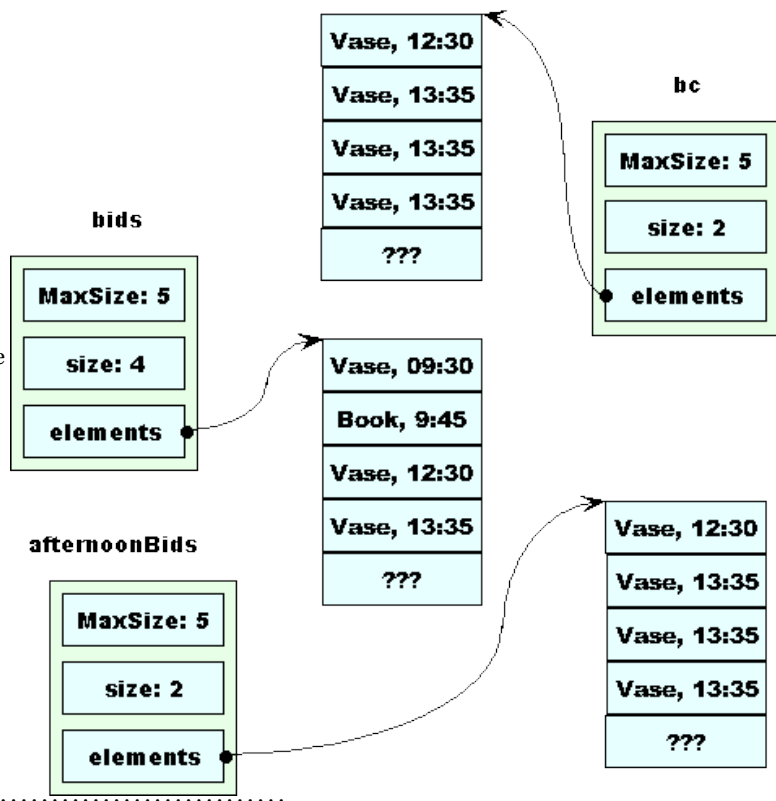 Vase, 12:30
Vase, 13:35
Vase, 13:35
Vase, 13:35
???
bc
MaxSize: 5
size: 2
elements
bids
MaxSize: 5
size: 4
elements
e
Vase, 09:30
Book, 9:45
Vase, 12:30
Vase, 13:35
???
afternoonBids
MaxSize: 5
size: 2
elements
Vase, 12:30
Vase, 13:35
Vase, 13:35
Vase, 13:35
???